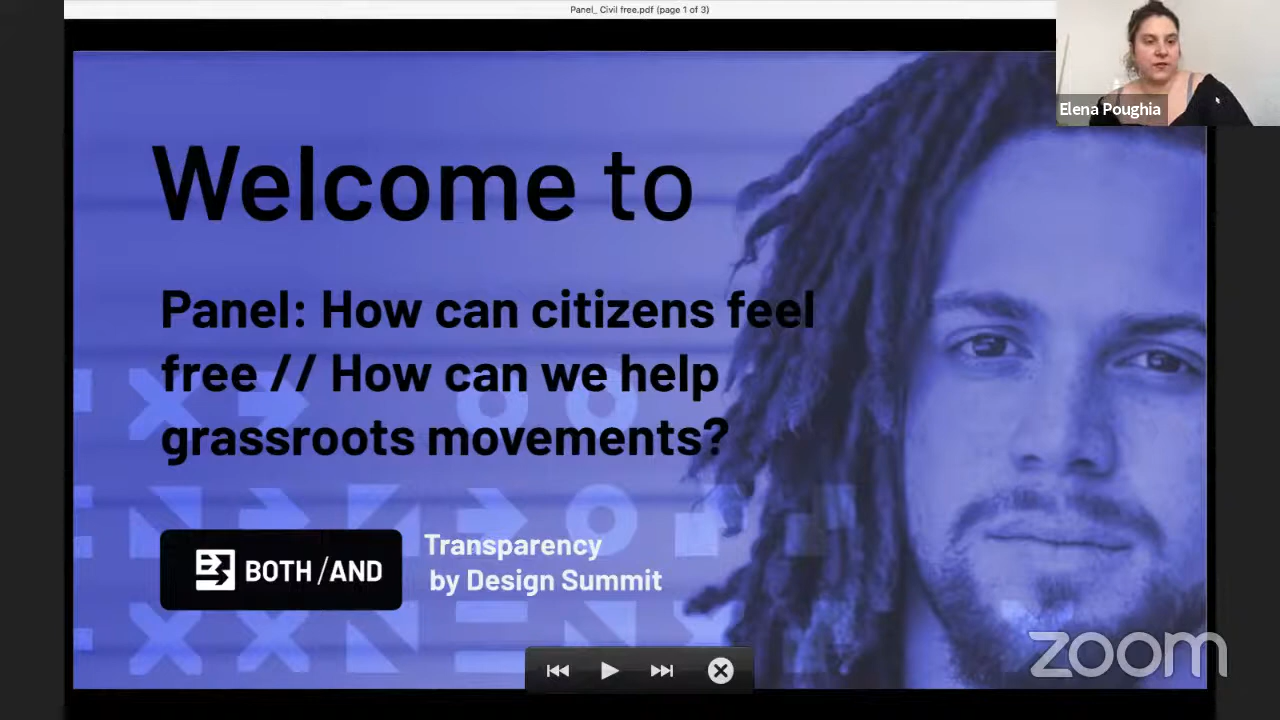 Panel_ Civil free.pdf (page 1 of 3)
Elena Poughia
Welcome to
Panel: How can citizens feel
free // How can we help
grassroots movements?
BOTH/AND
Transparency
by Design Summit
zoom